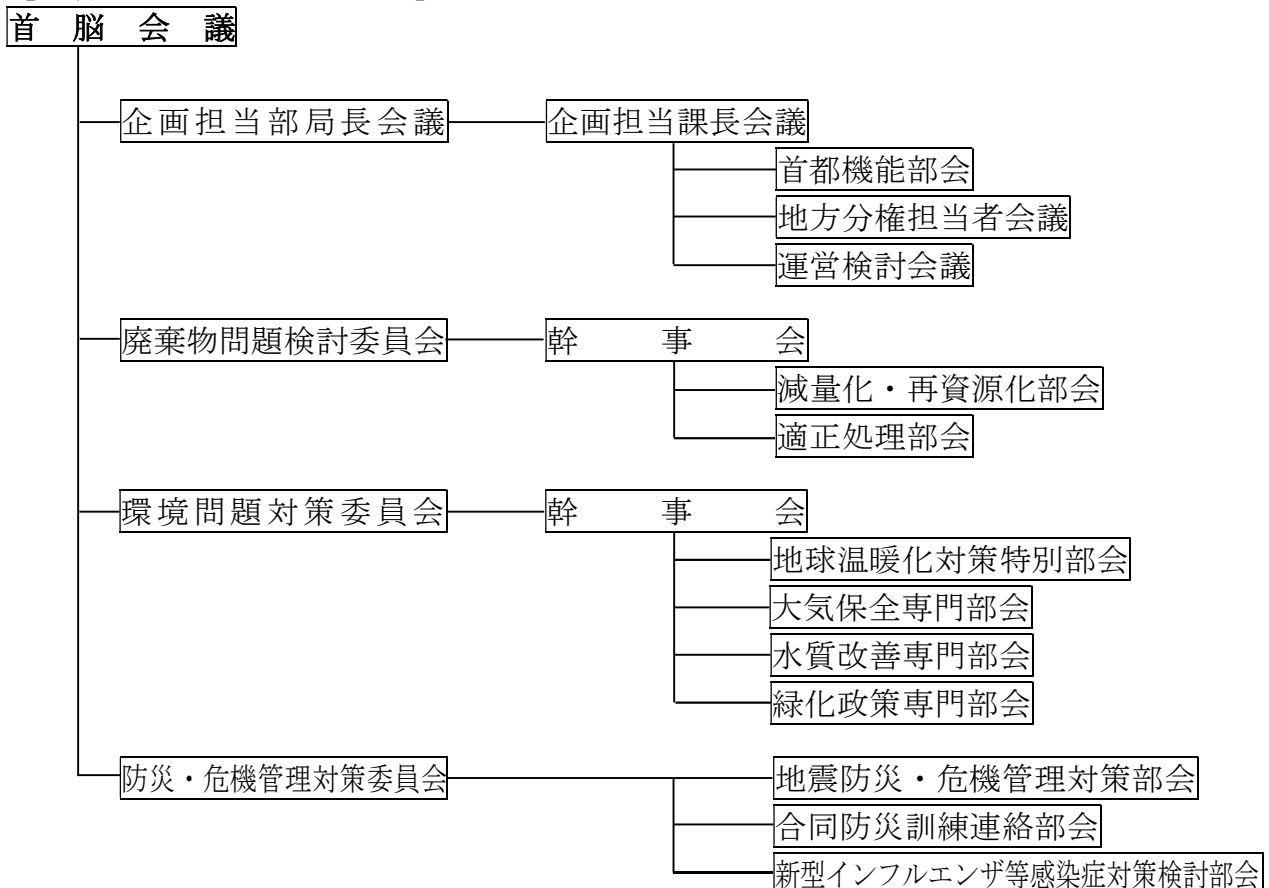 首脳会議
企画担当部局長会議 企画担当課長会議
首都機能部会
地方分権担当者会議
運営検討会議
廃棄物問題検討委員会 幹事会
減量化・再資源化部会
適正処理部会
環境問題対策委員会 幹事会
地球温暖化対策特別部会
大気保全専門部会
水質改善専門部会
緑化政策専門部会
防災・危機管理対策委員会 地震防災・危機管理対策部会
合同防災訓練連絡部会
新型インフルエンザ等感染症対策検討部会